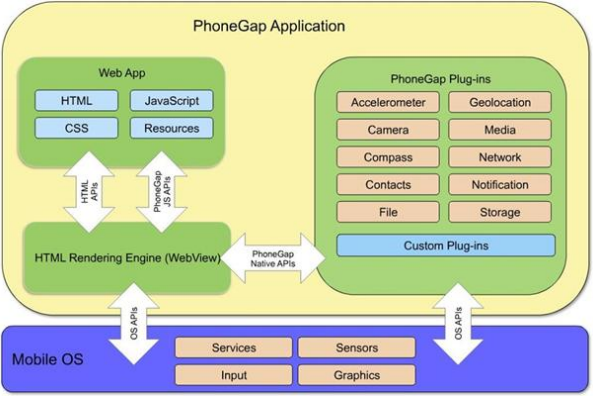 PhoneGap Application
Web App
HTML
JavaScript
CSS
Resources
HTML
APIs
PhoneGap
JS APIs
HTML Rendering Engine (WebView)
PhoneGap
Native APIs
PhoneGap Plug-ins
Accelerometer
Geolocation
Camera
Media
Compass
Network
Contacts
Notification
File
Storage
Custom Plug-ins
OS APIs
OS APIs
Mobile OS
Services
Sensors
Input
Graphics